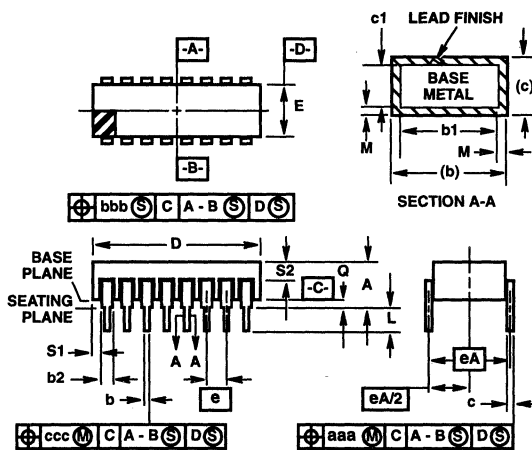 c1
LEAD FINISH
-A-
-D-
E
BASE
METAL
(c)
M
b1
M
(b)
-B-
SECTION A-A
⌖ bbb Ⓢ C A - B Ⓢ D Ⓢ
D
BASE
PLANE
S2
Q
A
-C-
SEATING
PLANE
L
S1
A A
eA
b2
b
e
eA/2
c
⌖ ccc Ⓜ C A - B Ⓢ D Ⓢ
⌖ aaa Ⓜ C A - B Ⓢ D Ⓢ